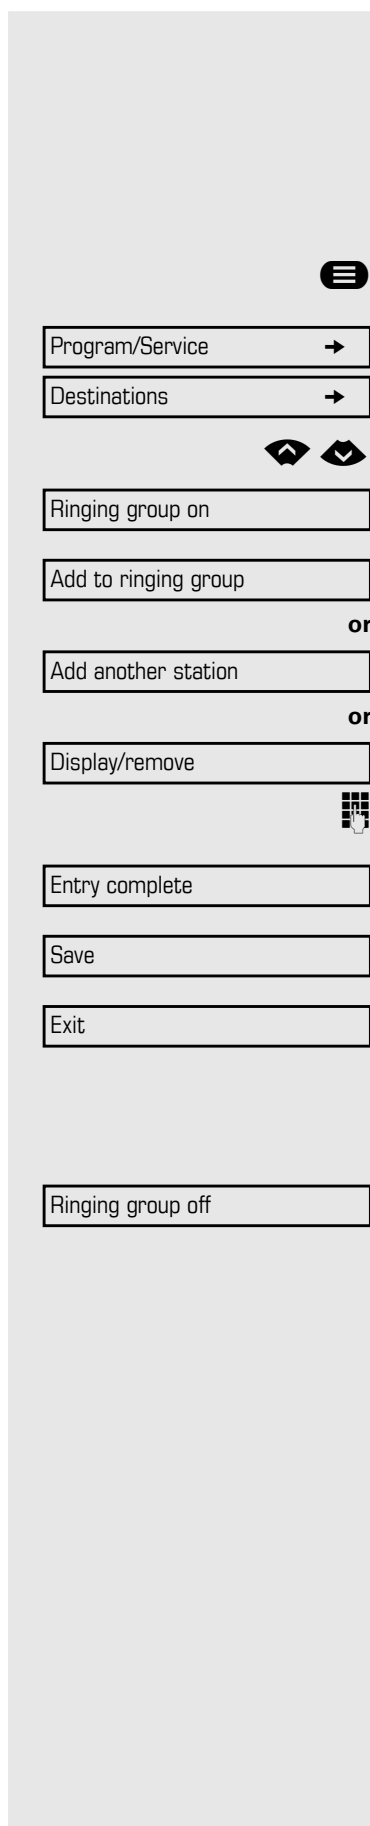 Program/Service
Destinations
Ringing group on
Add to ringing group
or
Add another station
or
Display/remove
Entry complete
Save
Exit
Ringing group off